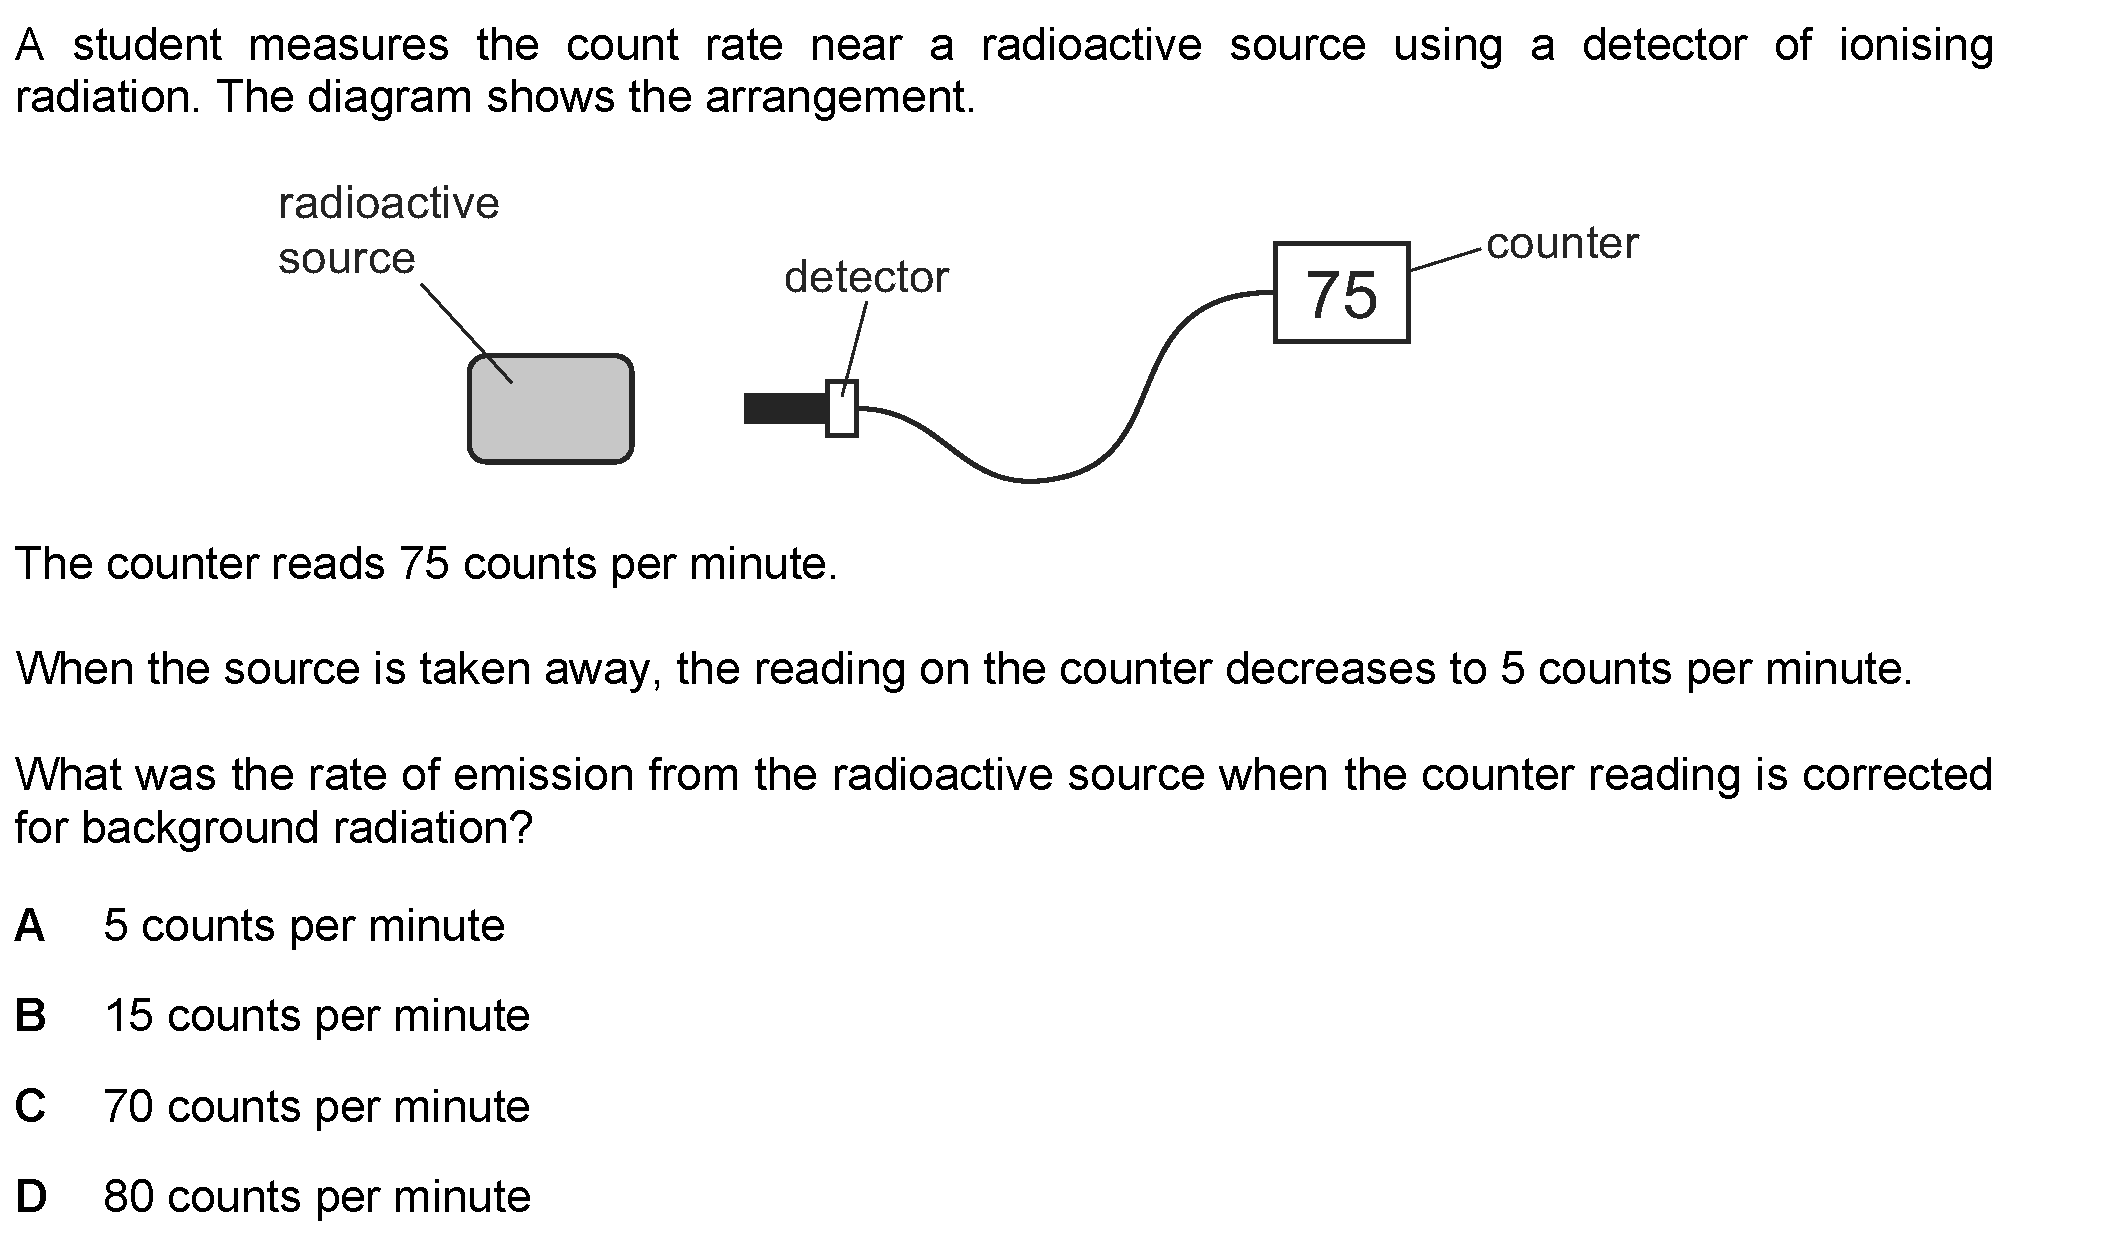 A student measures the count rate near a radioactive source using a detector of ionising
radiation. The diagram shows the arrangement.
radioactive
source
detector
counter
75
The counter reads 75 counts per minute.
When the source is taken away, the reading on the counter decreases to 5 counts per minute.
What was the rate of emission from the radioactive source when the counter reading is corrected
for background radiation?
A 5 counts per minute
B 15 counts per minute
C 70 counts per minute
D 80 counts per minute